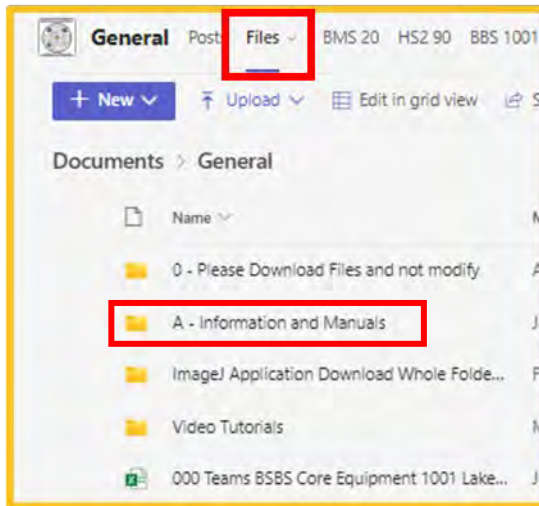 General Posts Files BMS 20 HS2 90 BBS 1001
+ New Upload Edit in grid view S
Documents > General
Name
0 - Please Download Files and not modify
A - Information and Manuals
ImageJ Application Download Whole Folde...
Video Tutorials
000 Teams BSBS Core Equipment 1001 Lake...